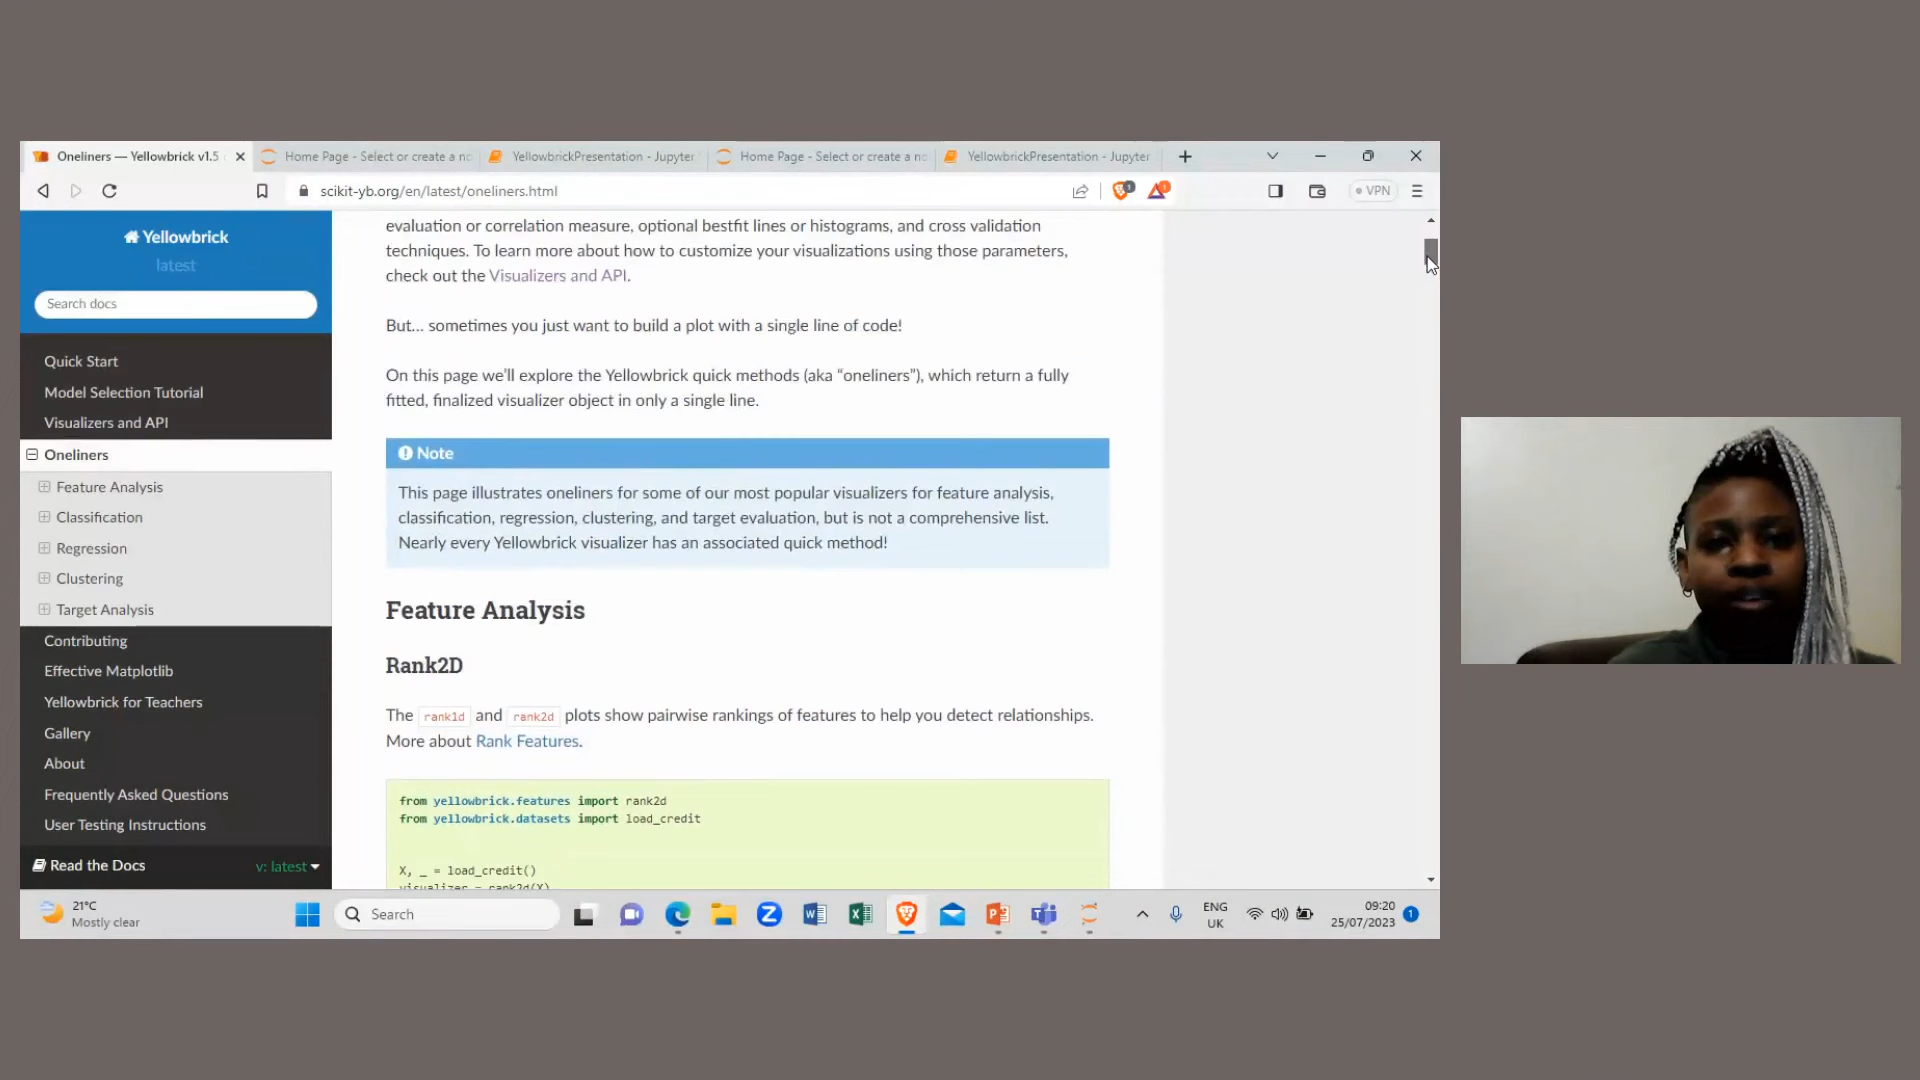 Oneliners — Yellowbrick v1.5
Home Page - Select or create a no
YellowbrickPresentation - Jupyter
Home Page - Select or create a no
YellowbrickPresentation - Jupyter
scikit-yb.org/en/latest/oneliners.html
1
1
VPN
Yellowbrick
latest
Search docs
Quick Start
Model Selection Tutorial
Visualizers and API
Oneliners
Feature Analysis
Classification
Regression
Clustering
Target Analysis
Contributing
Effective Matplotlib
Yellowbrick for Teachers
Gallery
About
Frequently Asked Questions
User Testing Instructions
Read the Docs
v: latest
evaluation or correlation measure, optional bestfit lines or histograms, and cross validation
techniques. To learn more about how to customize your visualizations using those parameters,
check out the Visualizers and API.
But... sometimes you just want to build a plot with a single line of code!
On this page we'll explore the Yellowbrick quick methods (aka “oneliners”), which return a fully
fitted, finalized visualizer object in only a single line.
Note
This page illustrates oneliners for some of our most popular visualizers for feature analysis,
classification, regression, clustering, and target evaluation, but is not a comprehensive list.
Nearly every Yellowbrick visualizer has an associated quick method!
Feature Analysis
Rank2D
The rank1d and rank2d plots show pairwise rankings of features to help you detect relationships.
More about Rank Features.
from yellowbrick.features import rank2d
from yellowbrick.datasets import load_credit
X, _ = load_credit()
visualizer = rank2d(X)
21°C
Mostly clear
Search
ENG
UK
09:20
25/07/2023
1